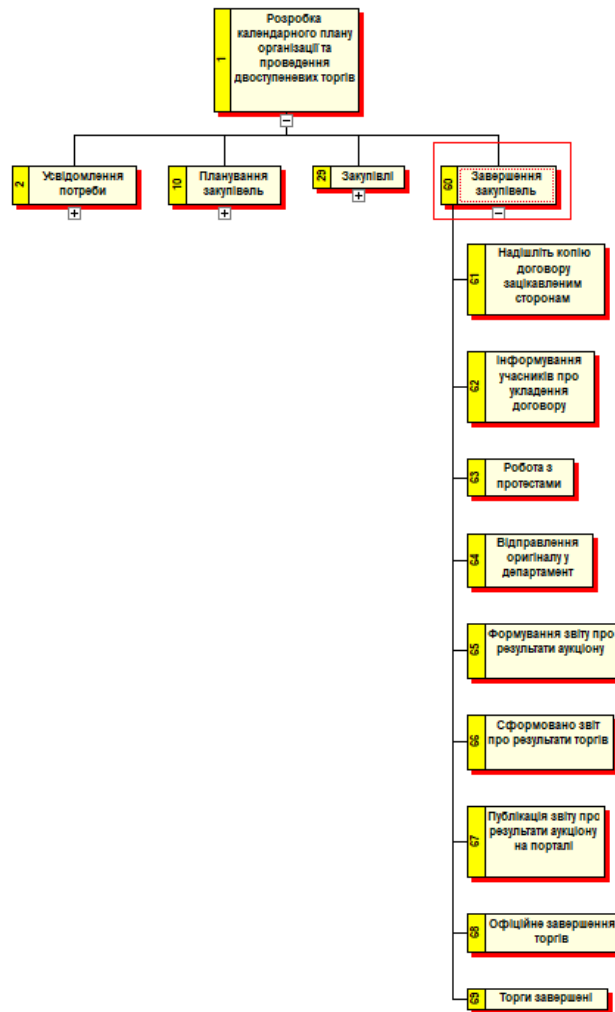 1
Розробка
календарного плану
організації та
проведення
двоступеневих торгів
2
Усвідомлення
потреби
10
Планування
закупівель
29
Закупівлі
60
Завершення
закупівель
61
Надішліть копію
договору
зацікавленим
сторонам
62
Інформування
учасників про
укладення
договору
63
Робота з
протестами
64
Відправлення
оригіналу у
департамент
65
Формування звіту про
результати аукціону
66
Сформовано звіт
про результати торгів
67
Публікація звіту про
результати аукціону
на порталі
68
Офіційне завершення
торгів
69
Торги завершені